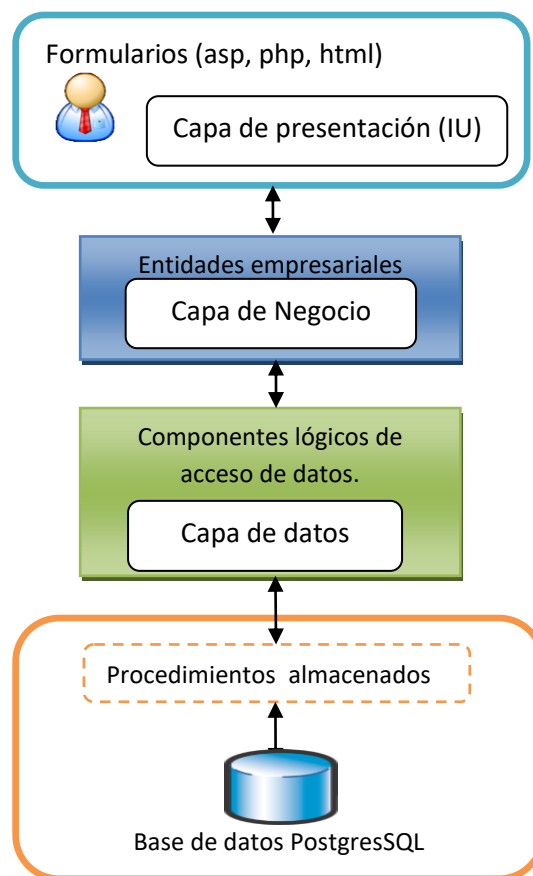 Formularios (asp, php, html)
Capa de presentación (IU)
Entidades empresariales
Capa de Negocio
Componentes lógicos de
acceso de datos.
Capa de datos
Procedimientos almacenados
Base de datos PostgresSQL